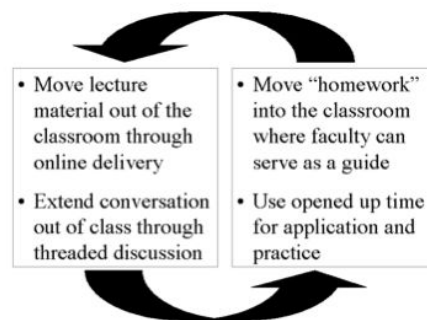 • Move lecture
material out of the
classroom through
online delivery
• Extend conversation
out of class through
threaded discussion
• Move “homework”
into the classroom
where faculty can
serve as a guide
• Use opened up time
for application and
practice